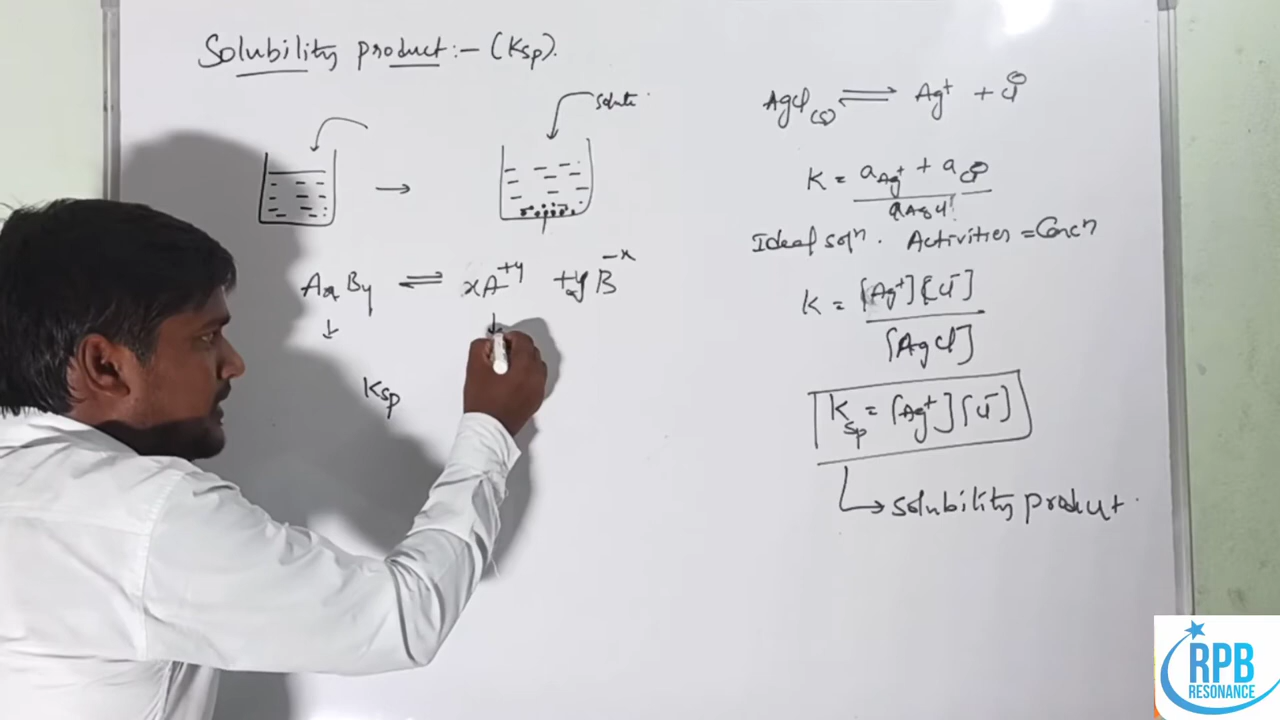 Solubility product:- (Ksp).
solute.
AxBy ⇌ xA⁺ʸ + yB⁻ˣ
Ksp
AgCl(s) ⇌ Ag⁺ + Cl⊖
K = aAg⁺ + aCl⊖
aAgCl
Ideal solⁿ. Activities = Concⁿ
K = [Ag⁺][Cl⁻]
[AgCl]
Ksp = [Ag⁺][Cl⁻]
→ solubility product.
RPB
RESONANCE